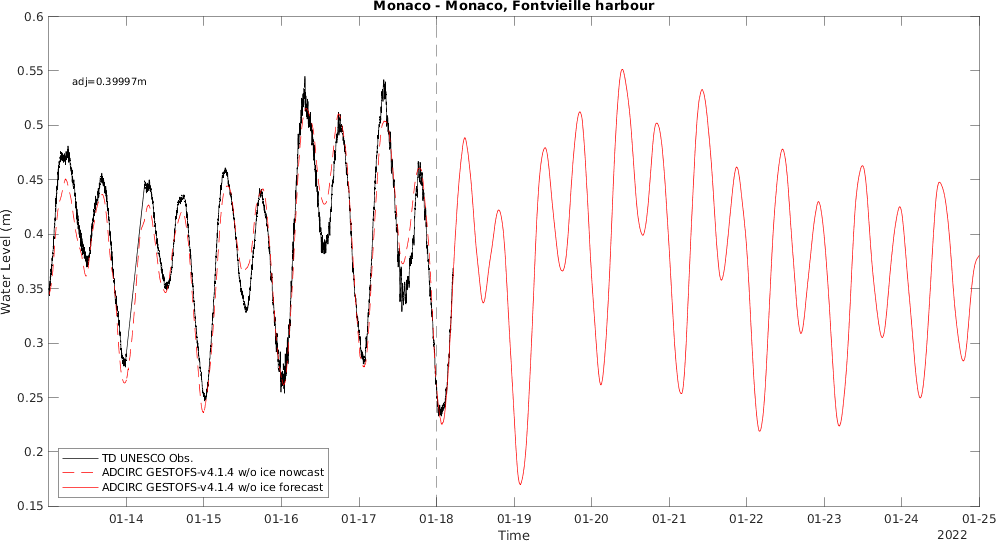 Monaco - Monaco, Fontvieille harbour
0.6
0.55
0.5
0.45
0.4
0.35
0.3
0.25
0.2
0.15
Water Level (m)
adj=0.39997m
TD UNESCO Obs.
ADCIRC GESTOFS-v4.1.4 w/o ice nowcast
ADCIRC GESTOFS-v4.1.4 w/o ice forecast
01-14 01-15 01-16 01-17 01-18 01-19 01-20 01-21 01-22 01-23 01-24 01-25
Time
2022